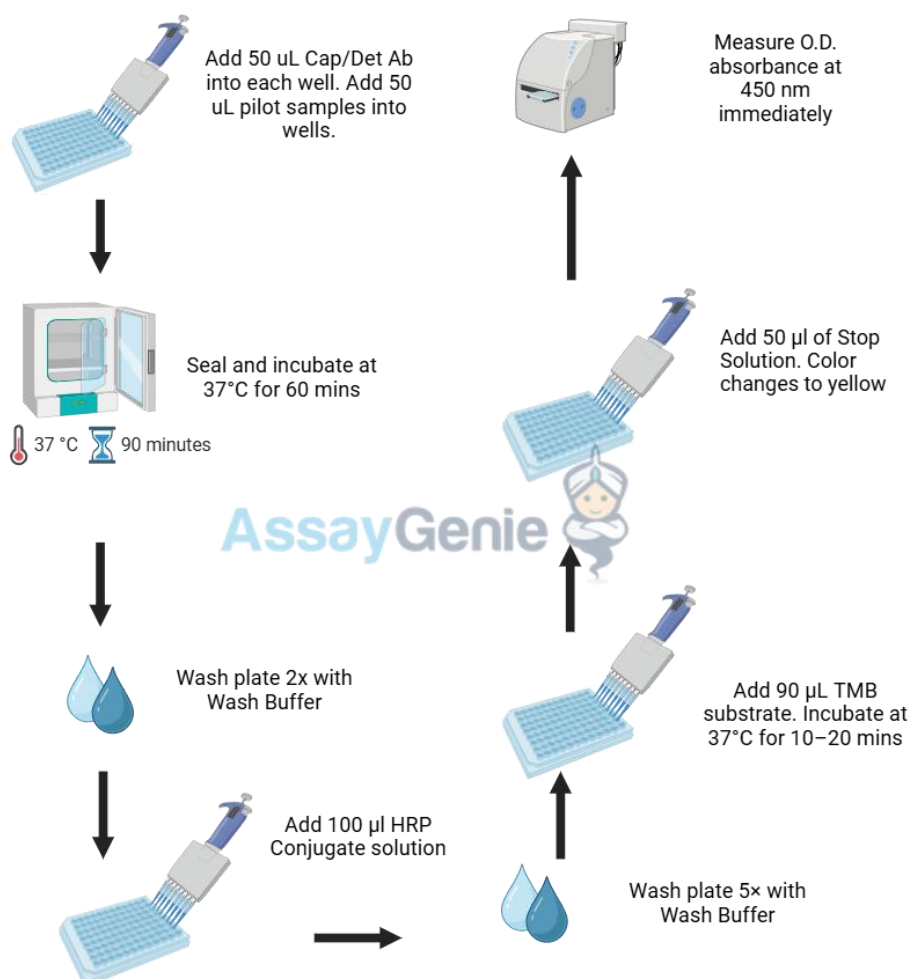 Add 50 uL Cap/Det Ab
into each well. Add 50
uL pilot samples into
wells.
Seal and incubate at
37°C for 60 mins
37 °C 90 minutes
Wash plate 2x with
Wash Buffer
Add 100 µl HRP
Conjugate solution
Wash plate 5× with
Wash Buffer
Add 90 µL TMB
substrate. Incubate at
37°C for 10–20 mins
Add 50 µl of Stop
Solution. Color
changes to yellow
Measure O.D.
absorbance at
450 nm
immediately
AssayGenie